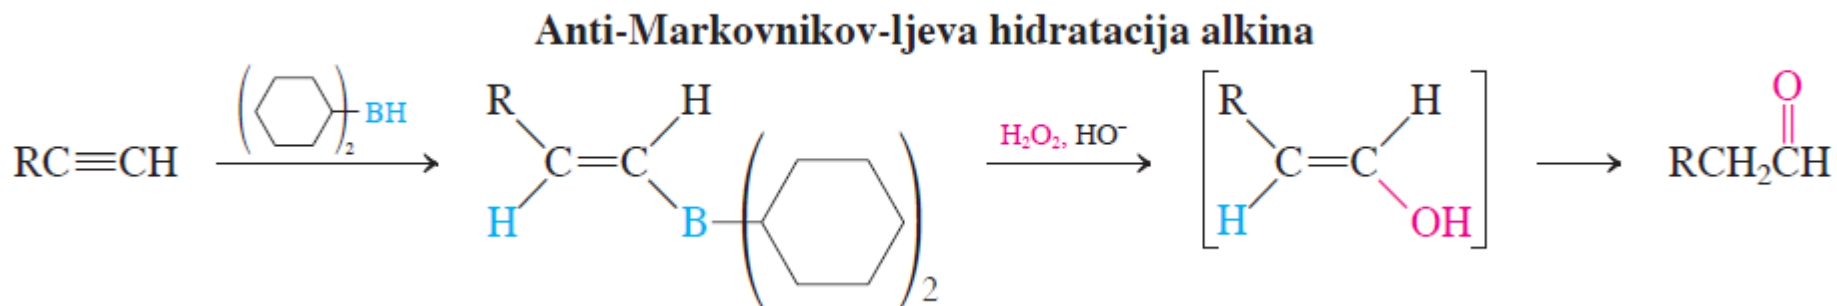 Anti-Markovnikov-ljeva hidratacija alkina
( )₂ BH
RC≡CH
R H
C=C
H B ( )₂
H₂O₂, HO⁻
[R H
C=C
H OH]
O
RCH₂CH